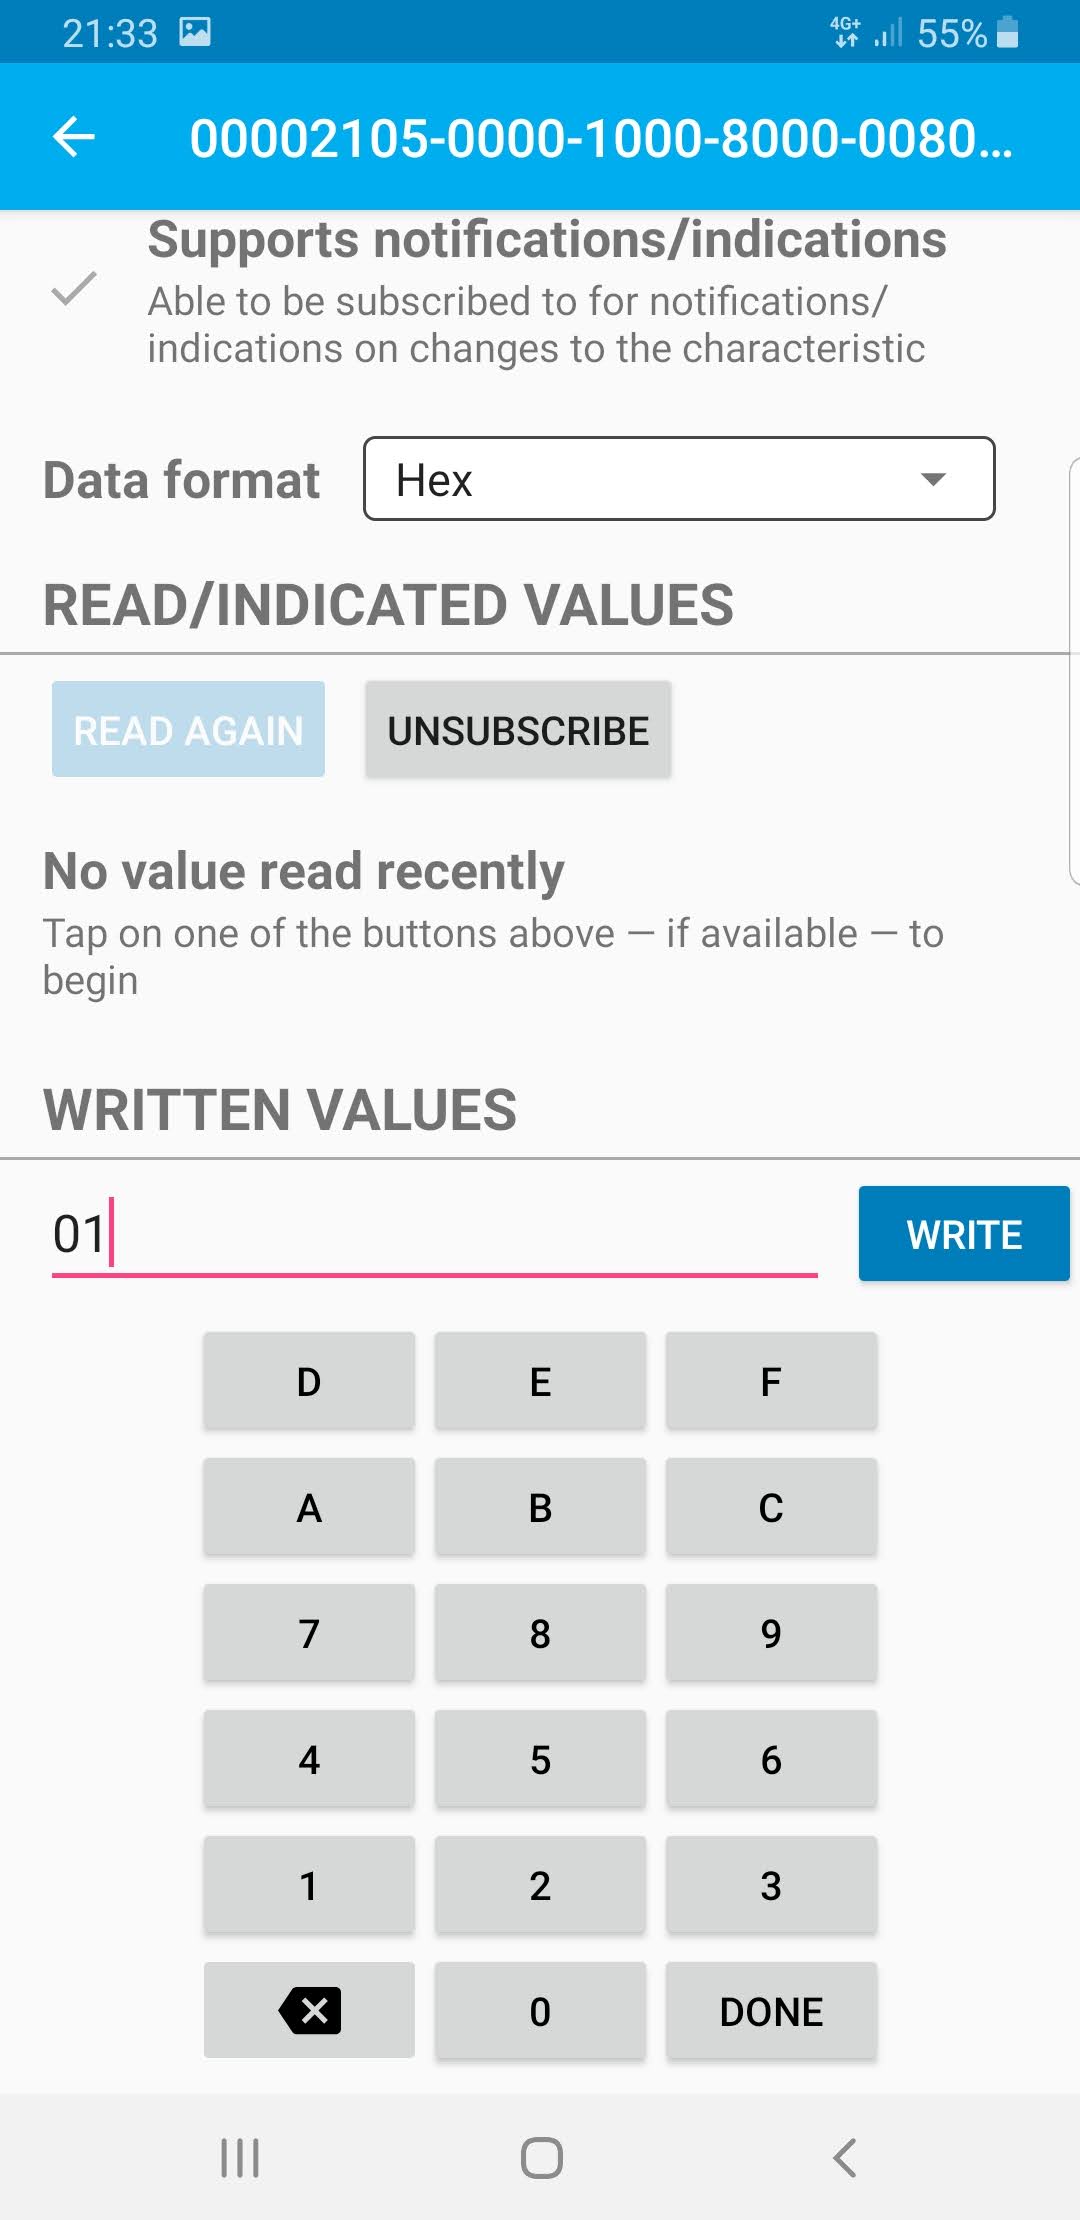 21:33
4G+
55%
00002105-0000-1000-8000-0080...
Supports notifications/indications
Able to be subscribed to for notifications/
indications on changes to the characteristic
Data format
Hex
READ/INDICATED VALUES
READ AGAIN
UNSUBSCRIBE
No value read recently
Tap on one of the buttons above — if available — to
begin
WRITTEN VALUES
01
WRITE
D E F
A B C
7 8 9
4 5 6
1 2 3
0 DONE